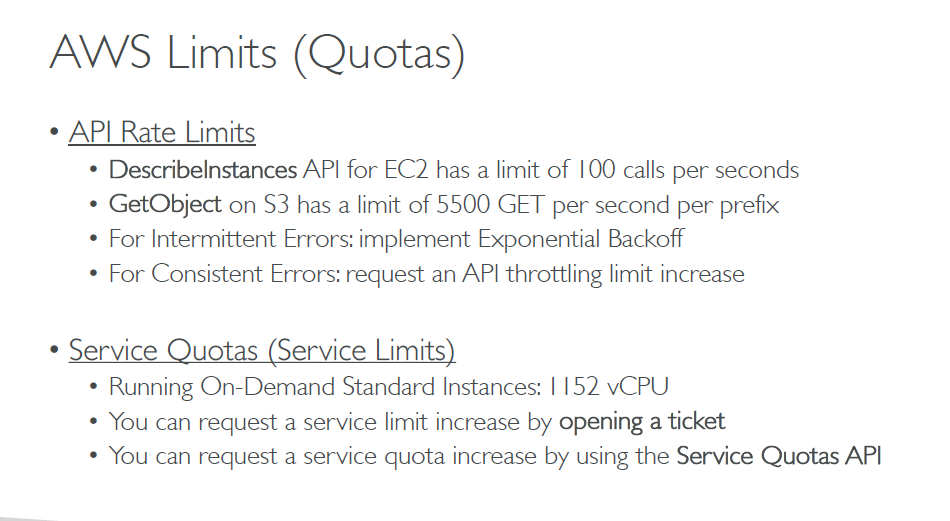 AWS Limits (Quotas)
• API Rate Limits
• DescribeInstances API for EC2 has a limit of 100 calls per seconds
• GetObject on S3 has a limit of 5500 GET per second per prefix
• For Intermittent Errors: implement Exponential Backoff
• For Consistent Errors: request an API throttling limit increase
• Service Quotas (Service Limits)
• Running On-Demand Standard Instances: 1152 vCPU
• You can request a service limit increase by opening a ticket
• You can request a service quota increase by using the Service Quotas API